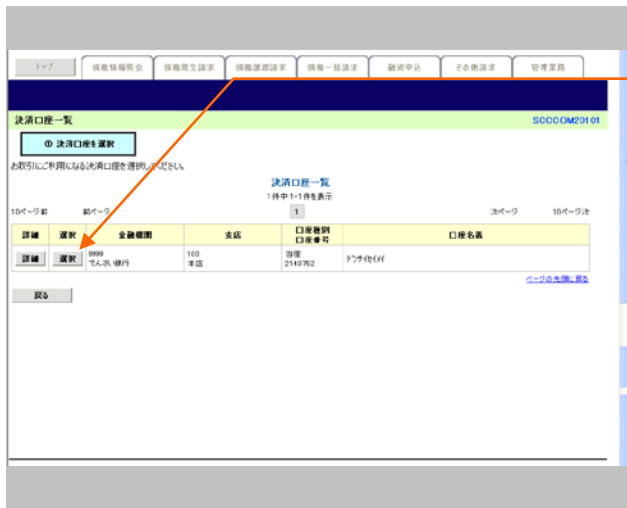 トップ 債権情報照会 債権発生請求 債権譲渡請求 債権一括請求 融資申込 その他請求 管理業務
決済口座一覧 SCCCOM20101
① 決済口座を選択
お取引にご利用になる決済口座を選択してください。
決済口座一覧
1件中 1-1件を表示
10ページ前 前ページ 1 次ページ 10ページ次
詳細 選択 金融機関 支店 口座種別 口座番号 口座名義
詳細 選択 9999 でんさい銀行 100 本店 当座 2149762
ページの先頭に戻る
戻る